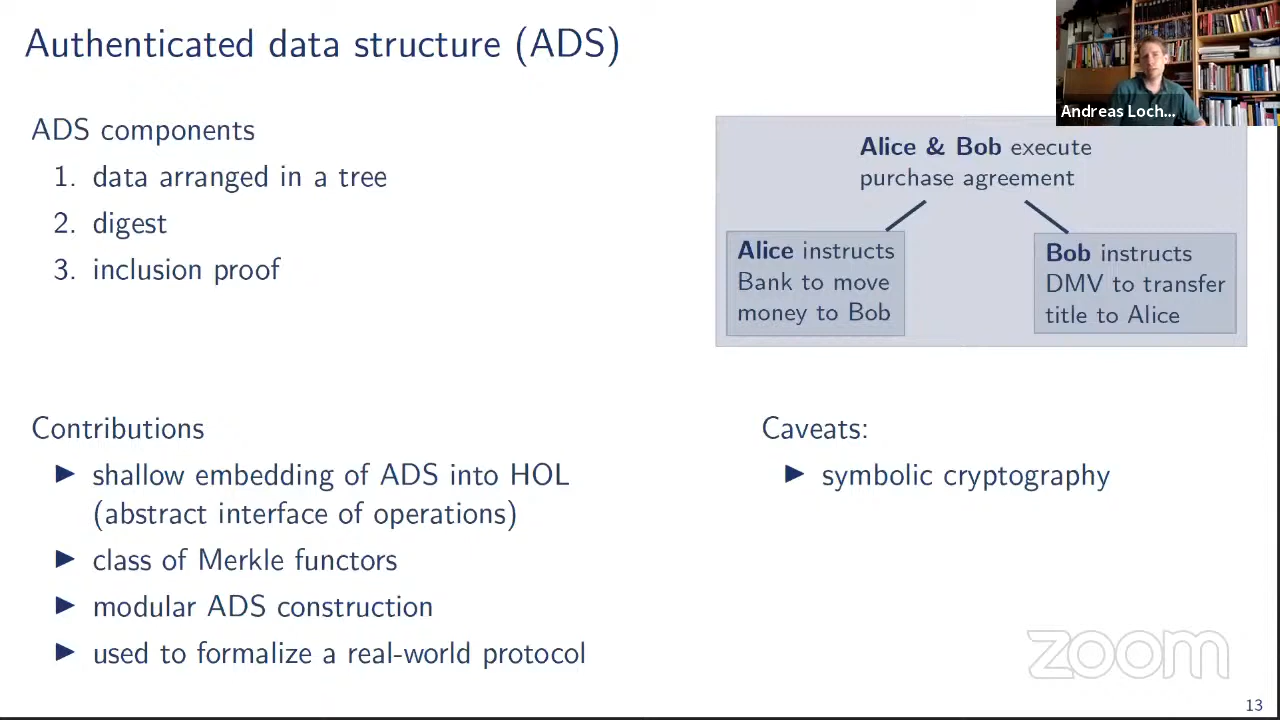 Authenticated data structure (ADS)
Andreas Loch...
ADS components
1. data arranged in a tree
2. digest
3. inclusion proof
Alice & Bob execute
purchase agreement
Alice instructs
Bank to move
money to Bob
Bob instructs
DMV to transfer
title to Alice
Contributions
▶ shallow embedding of ADS into HOL
(abstract interface of operations)
▶ class of Merkle functors
▶ modular ADS construction
▶ used to formalize a real-world protocol
Caveats:
▶ symbolic cryptography
zoom
13